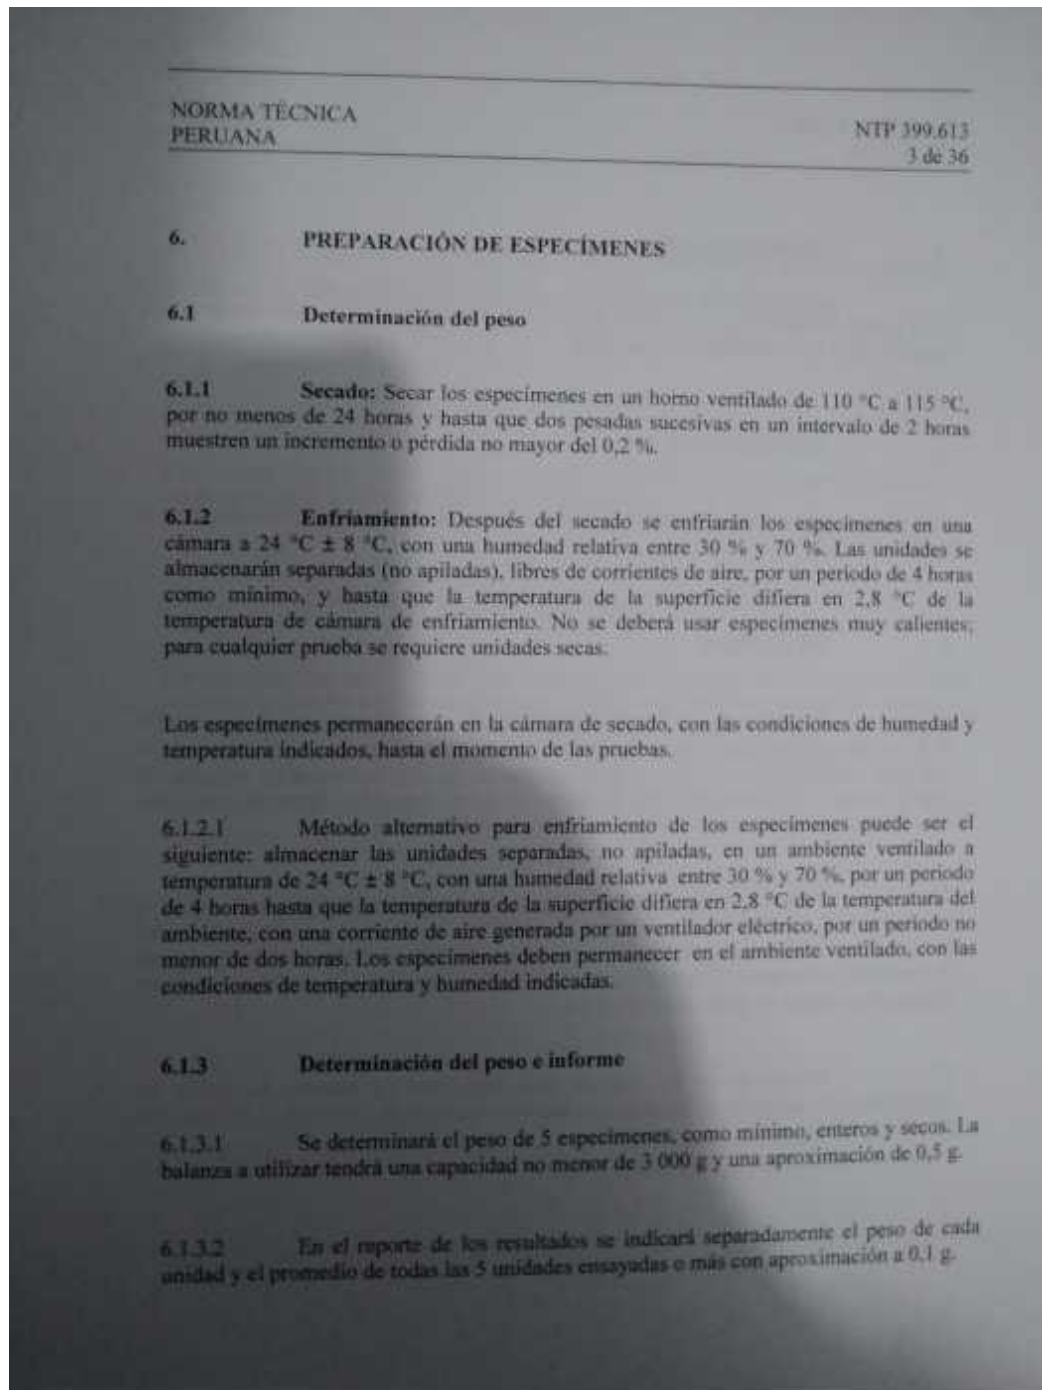 NORMA TÉCNICA
PERUANA
NTP 399.613
3 de 36
6. PREPARACIÓN DE ESPECÍMENES
6.1 Determinación del peso
6.1.1 Secado: Secar los especímenes en un horno ventilado de 110 °C a 115 °C,
por no menos de 24 horas y hasta que dos pesadas sucesivas en un intervalo de 2 horas
muestren un incremento o pérdida no mayor del 0,2 %.
6.1.2 Enfriamiento: Después del secado se enfriarán los especímenes en una
cámara a 24 °C ± 8 °C, con una humedad relativa entre 30 % y 70 %. Las unidades se
almacenarán separadas (no apiladas), libres de corrientes de aire, por un periodo de 4 horas
como mínimo, y hasta que la temperatura de la superficie difiera en 2,8 °C de la
temperatura de cámara de enfriamiento. No se deberá usar especímenes muy calientes,
para cualquier prueba se requiere unidades secas.
Los especímenes permanecerán en la cámara de secado, con las condiciones de humedad y
temperatura indicados, hasta el momento de las pruebas.
6.1.2.1 Método alternativo para enfriamiento de los especímenes puede ser el
siguiente: almacenar las unidades separadas, no apiladas, en un ambiente ventilado a
temperatura de 24 °C ± 8 °C, con una humedad relativa entre 30 % y 70 %, por un periodo
de 4 horas hasta que la temperatura de la superficie difiera en 2,8 °C de la temperatura del
ambiente, con una corriente de aire generada por un ventilador eléctrico, por un periodo no
menor de dos horas. Los especímenes deben permanecer en el ambiente ventilado, con las
condiciones de temperatura y humedad indicadas.
6.1.3 Determinación del peso e informe
6.1.3.1 Se determinará el peso de 5 especímenes, como mínimo, enteros y secos. La
balanza a utilizar tendrá una capacidad no menor de 3 000 g y una aproximación de 0,5 g.
6.1.3.2 En el reporte de los resultados se indicará separadamente el peso de cada
unidad y el promedio de todas las 5 unidades ensayadas o más con aproximación a 0,1 g.